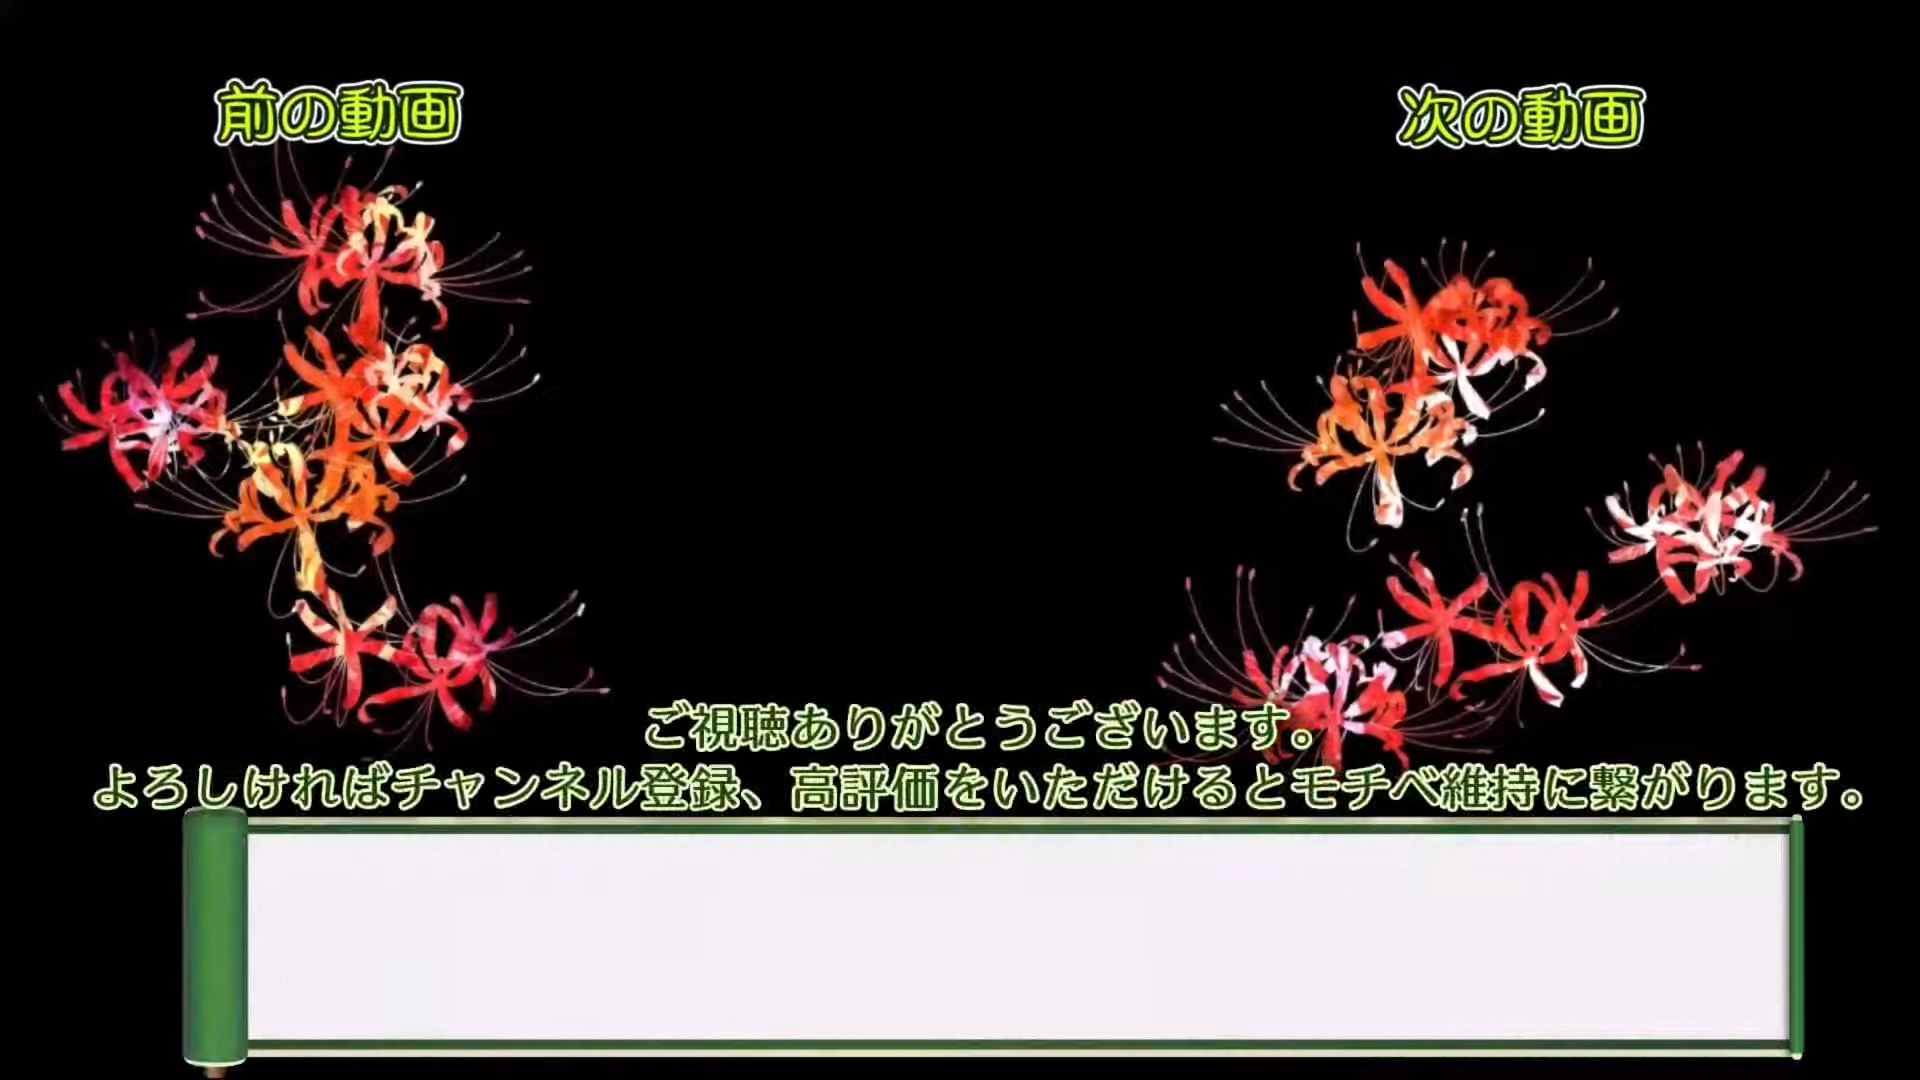 前の動画
次の動画
ご視聴ありがとうございます。
よろしければチャンネル登録、高評価をいただけるとモチベ維持に繋がります。